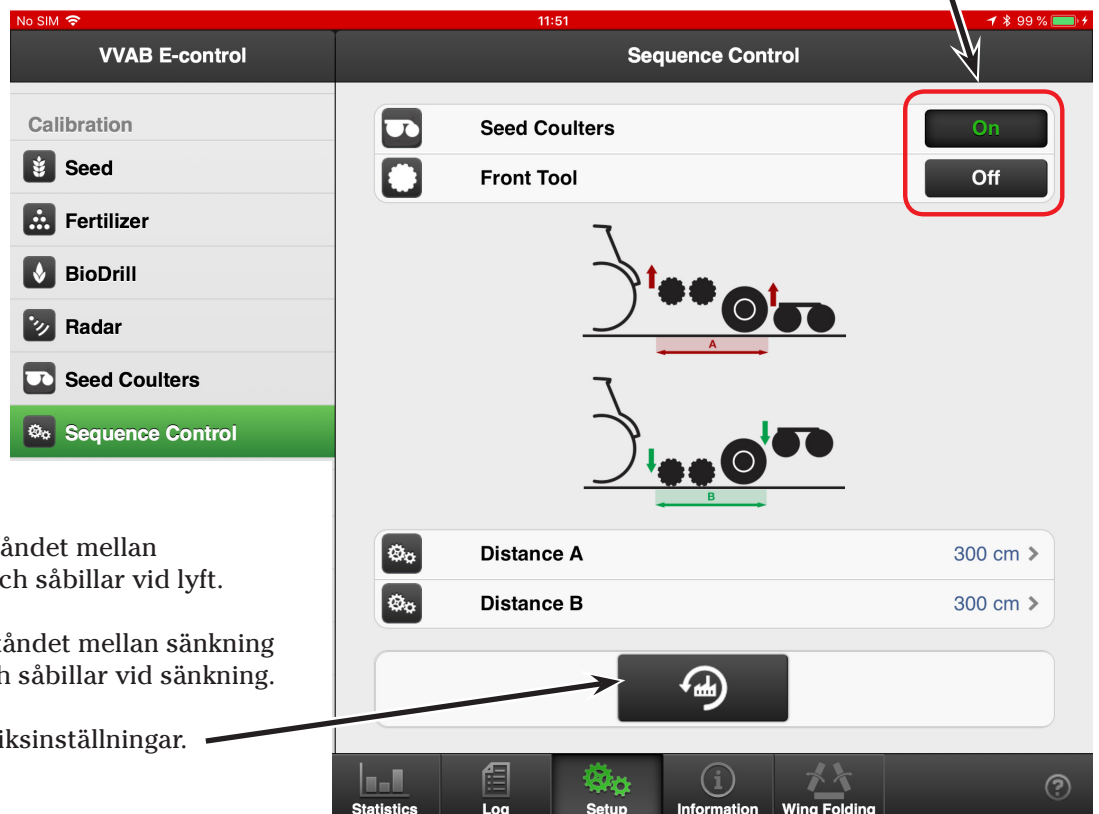 No SIM 11:51 99 %
VVAB E-control
Sequence Control
Calibration
Seed
Fertilizer
BioDrill
Radar
Seed Coulters
Sequence Control
Seed Coulters On
Front Tool Off
A
B
Distance A 300 cm
Distance B 300 cm
åndet mellan
ch såbillar vid lyft.
åndet mellan sänkning
h såbillar vid sänkning.
iksinställningar.
Statistics Log Setup Information Wing Folding